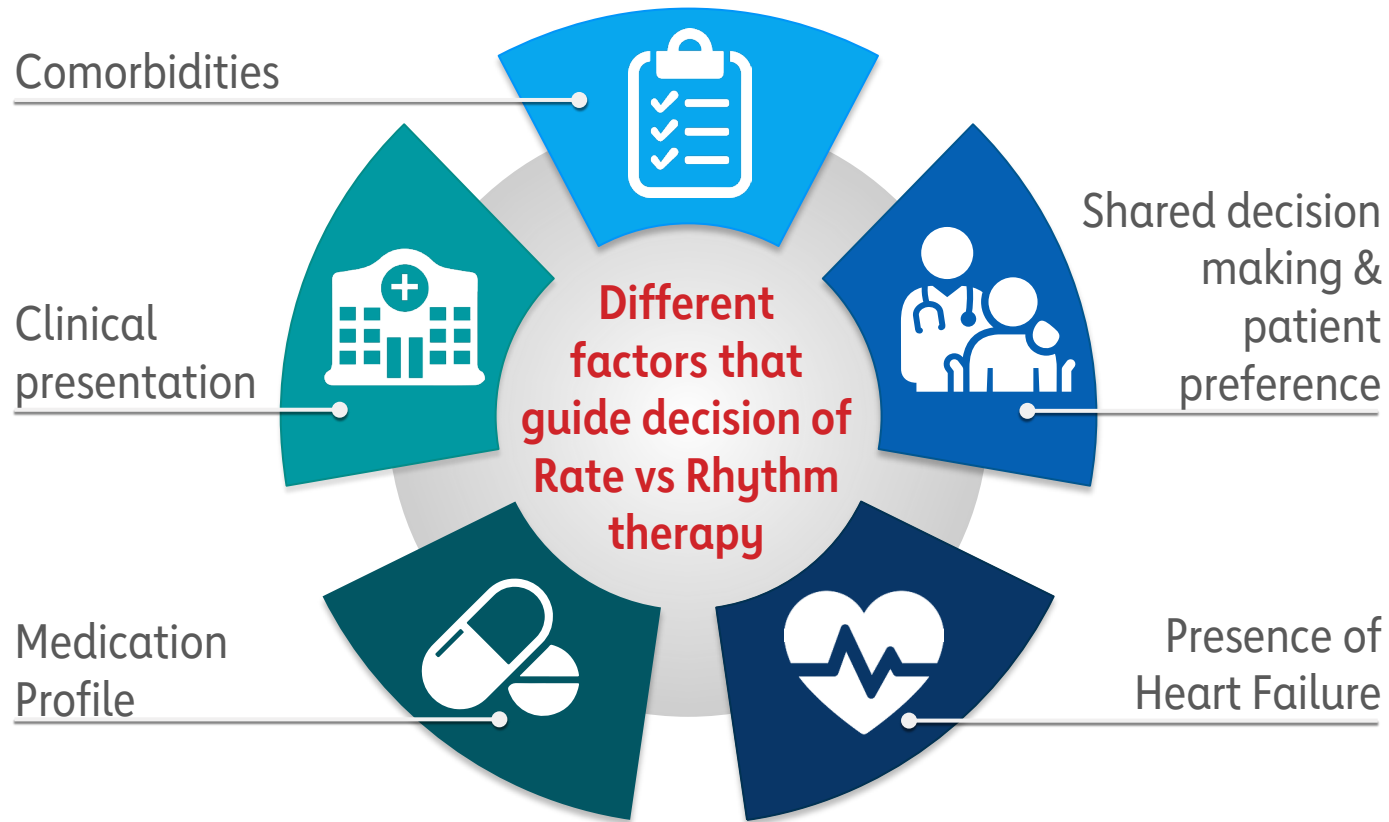 Comorbidities
Clinical
presentation
Medication
Profile
Different
factors that
guide decision of
Rate vs Rhythm
therapy
Shared decision
making &
patient
preference
Presence of
Heart Failure